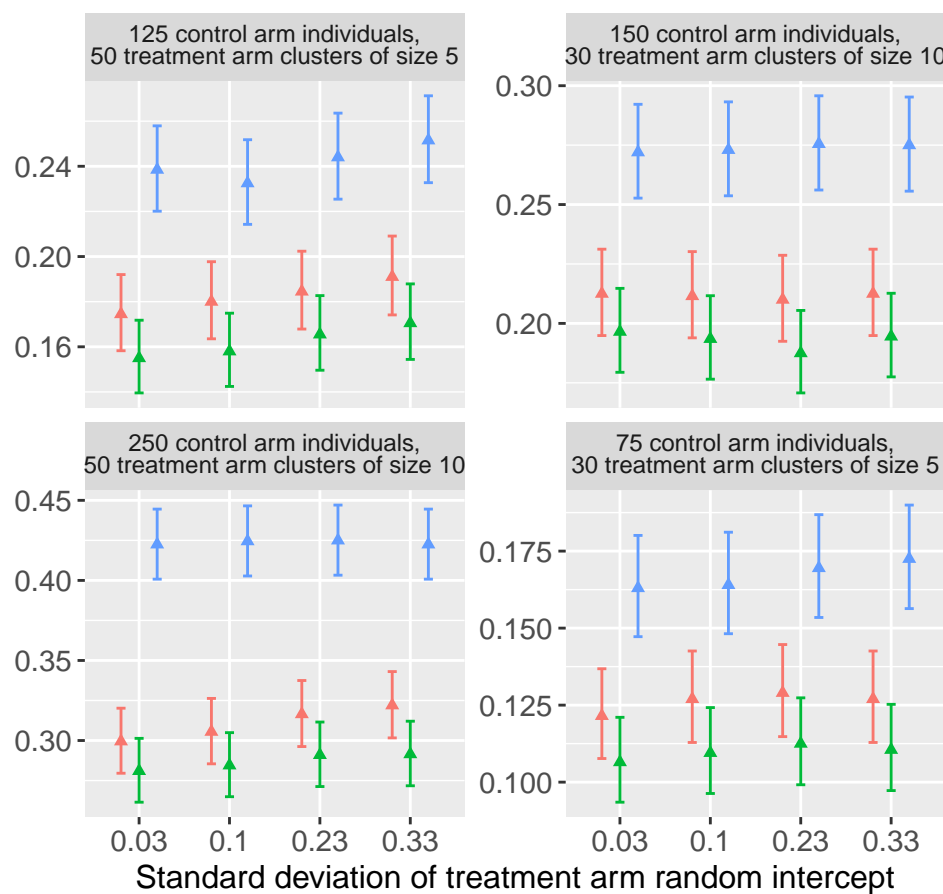 125 control arm individuals,
50 treatment arm clusters of size 5
150 control arm individuals,
30 treatment arm clusters of size 10
0.24
0.20
0.16
0.30
0.25
0.20
250 control arm individuals,
50 treatment arm clusters of size 10
75 control arm individuals,
30 treatment arm clusters of size 5
0.45
0.40
0.35
0.30
0.175
0.150
0.125
0.100
0.03 0.1 0.23 0.33
0.03 0.1 0.23 0.33
Standard deviation of treatment arm random intercept